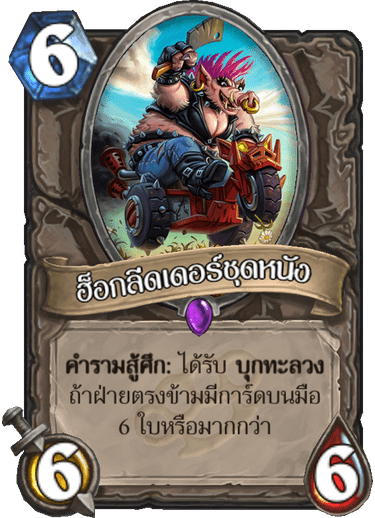 6
ฮ็อกลีดเดอร์ชุดหนัง
คำรามสู้ศึก: ได้รับ บุกทะลวง
ถ้าฝ่ายตรงข้ามมีการ์ดบนมือ
6 ใบหรือมากกว่า
6
6